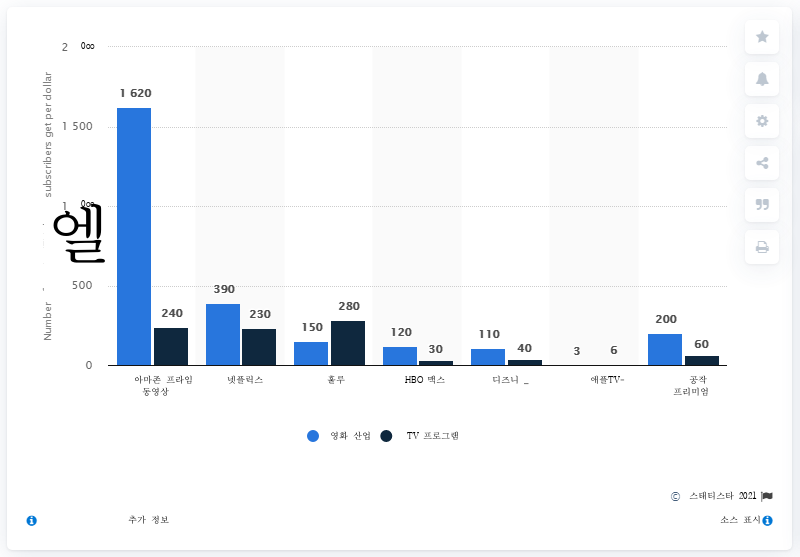 2 000
subscribers get per dollar
1 620
1 500
1 000
엘
Number
500
390
240
230
150
280
120
30
110
40
3
6
200
60
0
아마존 프라임
동영상
넷플릭스
훌루
HBO 맥스
디즈니 _
애플TV-
공작
프리미엄
영화 산업
TV 프로그램
© 스태티스타 2021
추가 정보
소스 표시